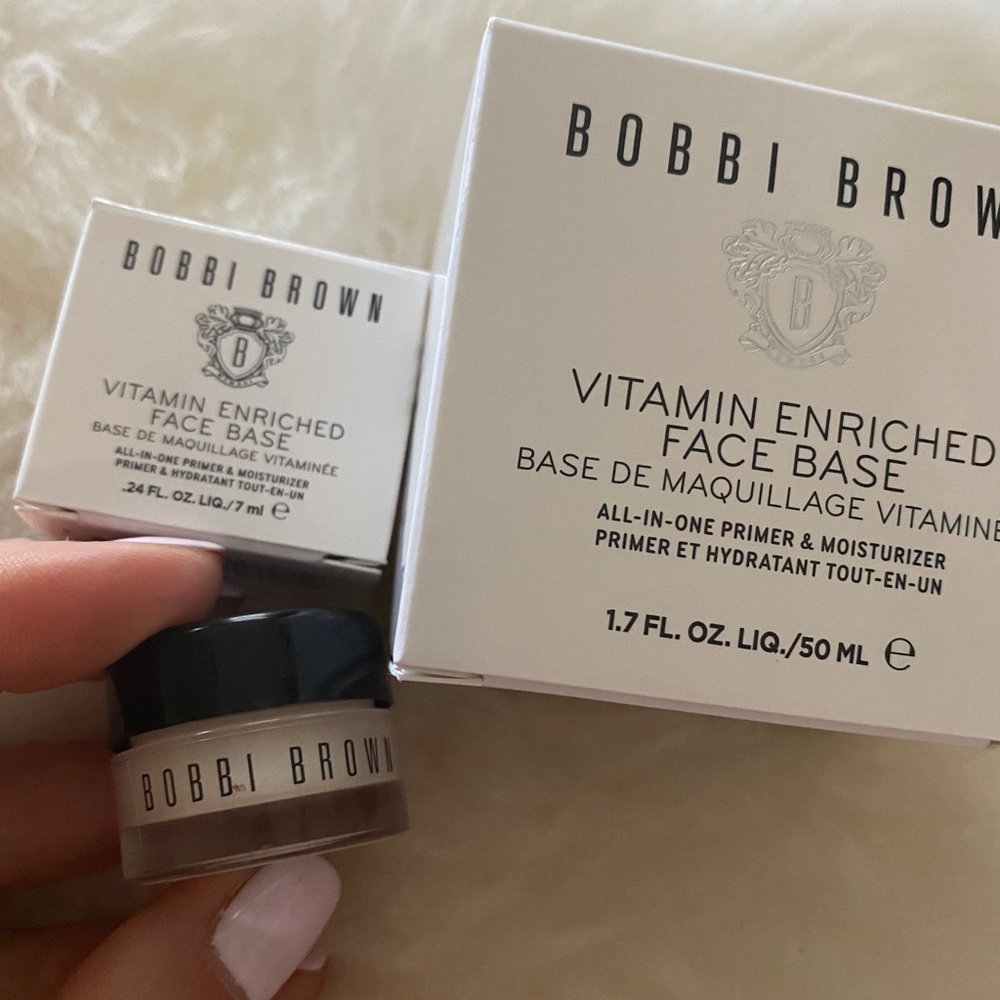 BOBBI BROWN
B
VITAMIN ENRICHED
FACE BASE
BASE DE MAQUILLAGE VITAMINÉE
ALL-IN-ONE PRIMER & MOISTURIZER
PRIMER & HYDRATANT TOUT-EN-UN
.24 FL. OZ. LIQ./7 ml e
BOBBI BROWN
BOBBI BROW
B
VITAMIN ENRICHED
FACE BASE
BASE DE MAQUILLAGE VITAMINÉ
ALL-IN-ONE PRIMER & MOISTURIZER
PRIMER ET HYDRATANT TOUT-EN-UN
1.7 FL. OZ. LIQ./50 ML e